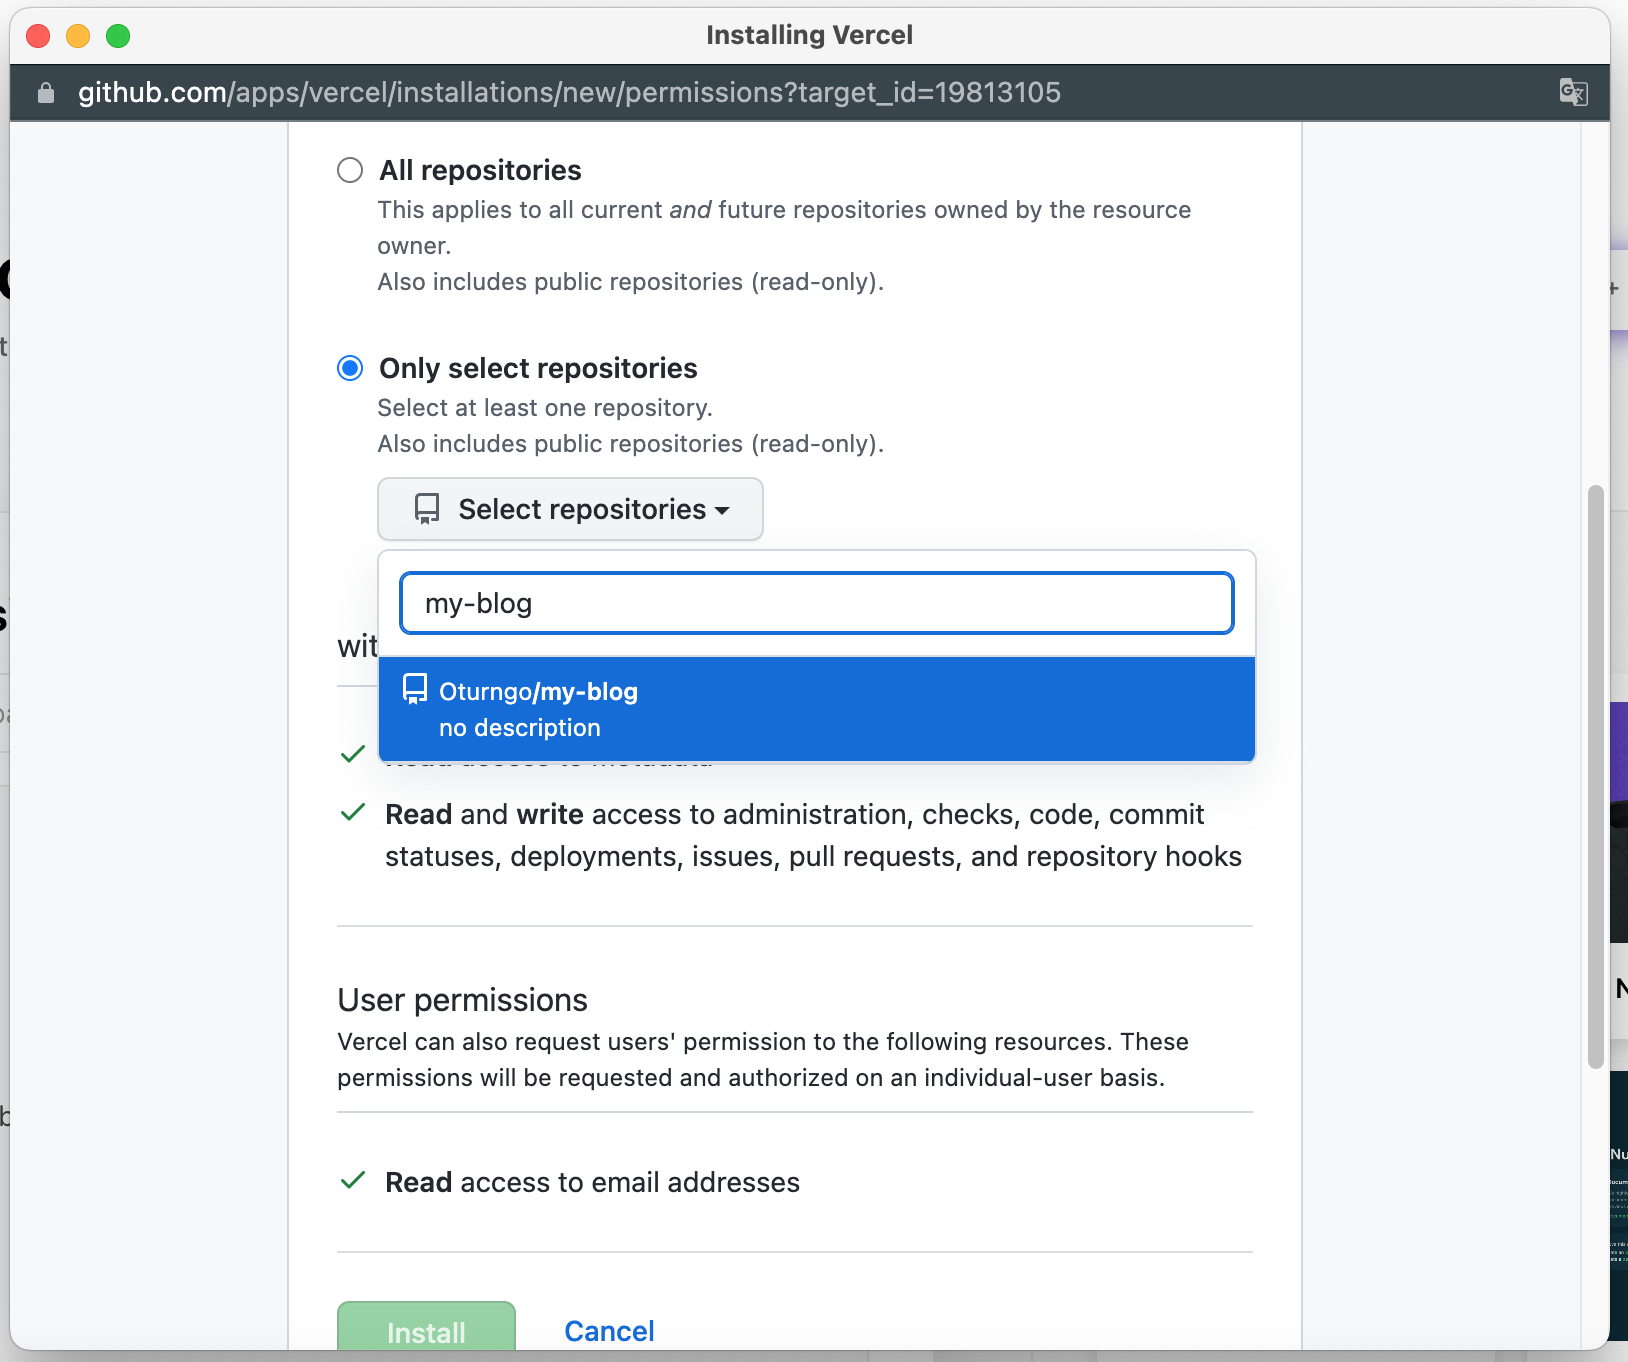 Installing Vercel
github.com/apps/vercel/installations/new/permissions?target_id=19813105
All repositories
This applies to all current and future repositories owned by the resource
owner.
Also includes public repositories (read-only).
Only select repositories
Select at least one repository.
Also includes public repositories (read-only).
Select repositories
my-blog
wit
Oturngo/my-blog
no description
Read access to metadata
Read and write access to administration, checks, code, commit
statuses, deployments, issues, pull requests, and repository hooks
User permissions
Vercel can also request users' permission to the following resources. These
permissions will be requested and authorized on an individual-user basis.
Read access to email addresses
Install
Cancel